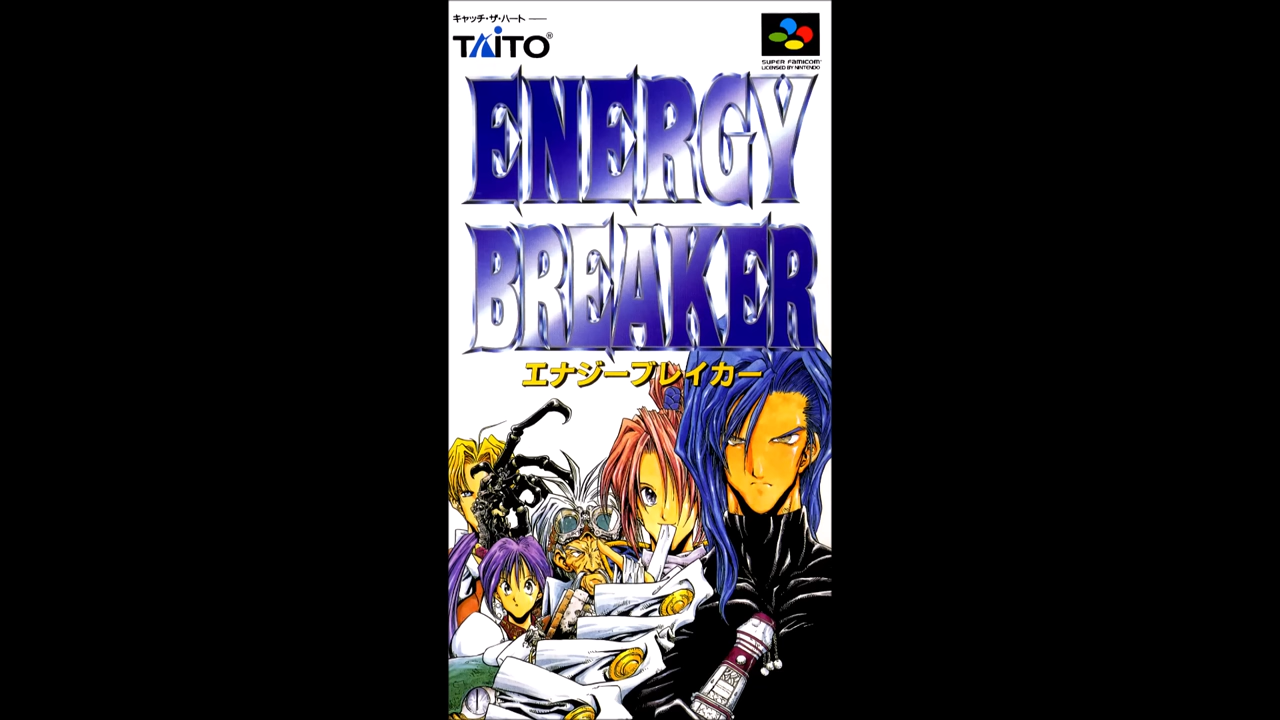 キャッチ・ザ・ハート
TAITO®
SUPER FAMICOM™
LICENSED BY NINTENDO
ENERGY
BREAKER
エナジーブレイカー